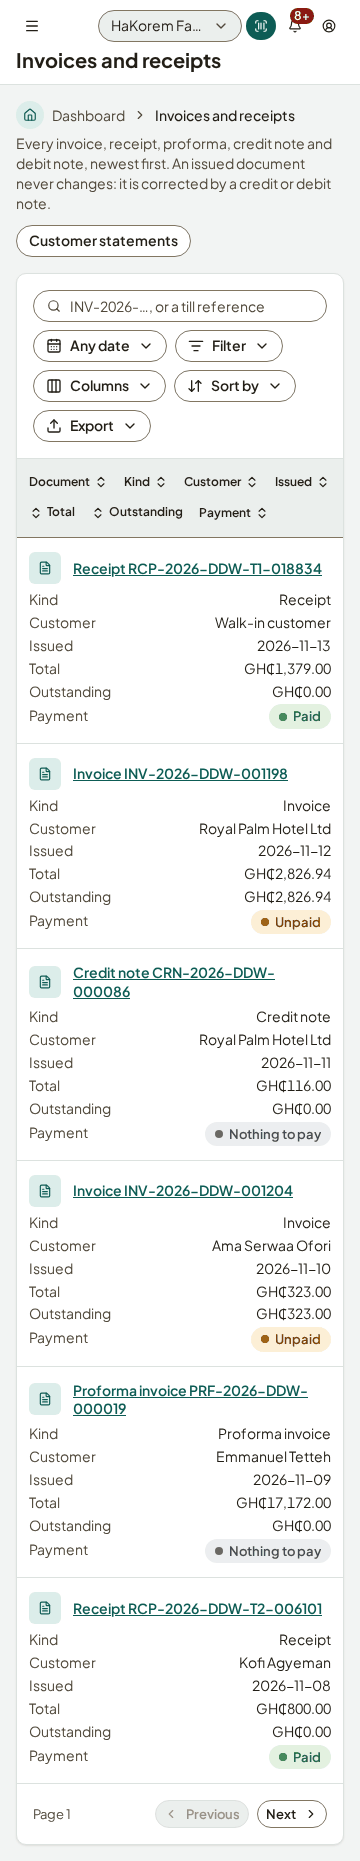 HaKorem Fa...
8+
Invoices and receipts
Dashboard > Invoices and receipts
Every invoice, receipt, proforma, credit note and
debit note, newest first. An issued document
never changes: it is corrected by a credit or debit
note.
Customer statements
INV-2026-..., or a till reference
Any date
Filter
Columns
Sort by
Export
Document Kind Customer Issued
Total Outstanding Payment
Receipt RCP-2026-DDW-T1-018834
Kind Receipt
Customer Walk-in customer
Issued 2026-11-13
Total GH₵1,379.00
Outstanding GH₵0.00
Payment Paid
Invoice INV-2026-DDW-001198
Kind Invoice
Customer Royal Palm Hotel Ltd
Issued 2026-11-12
Total GH₵2,826.94
Outstanding GH₵2,826.94
Payment Unpaid
Credit note CRN-2026-DDW-
000086
Kind Credit note
Customer Royal Palm Hotel Ltd
Issued 2026-11-11
Total GH₵116.00
Outstanding GH₵0.00
Payment Nothing to pay
Invoice INV-2026-DDW-001204
Kind Invoice
Customer Ama Serwaa Ofori
Issued 2026-11-10
Total GH₵323.00
Outstanding GH₵323.00
Payment Unpaid
Proforma invoice PRF-2026-DDW-
000019
Kind Proforma invoice
Customer Emmanuel Tetteh
Issued 2026-11-09
Total GH₵17,172.00
Outstanding GH₵0.00
Payment Nothing to pay
Receipt RCP-2026-DDW-T2-006101
Kind Receipt
Customer Kofi Agyeman
Issued 2026-11-08
Total GH₵800.00
Outstanding GH₵0.00
Payment Paid
Page 1 Previous Next